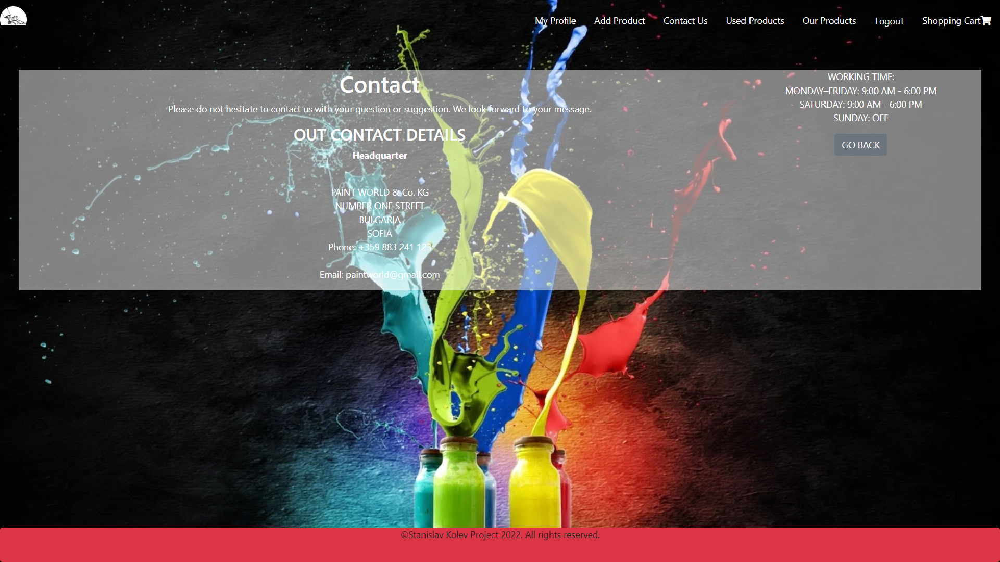 My Profile Add Product Contact Us Used Products Our Products Logout Shopping Cart
Contact
Please do not hesitate to contact us with your question or suggestion. We look forward to your message.
OUT CONTACT DETAILS
Headquarter
PAINT WORLD & Co. KG
NUMBER ONE STREET
BULGARIA
SOFIA
Phone: +359 883 241 123
Email: paintworld@gmail.com
WORKING TIME:
MONDAY–FRIDAY: 9:00 AM - 6:00 PM
SATURDAY: 9:00 AM - 6:00 PM
SUNDAY: OFF
GO BACK
©Stanislav Kolev Project 2022. All rights reserved.